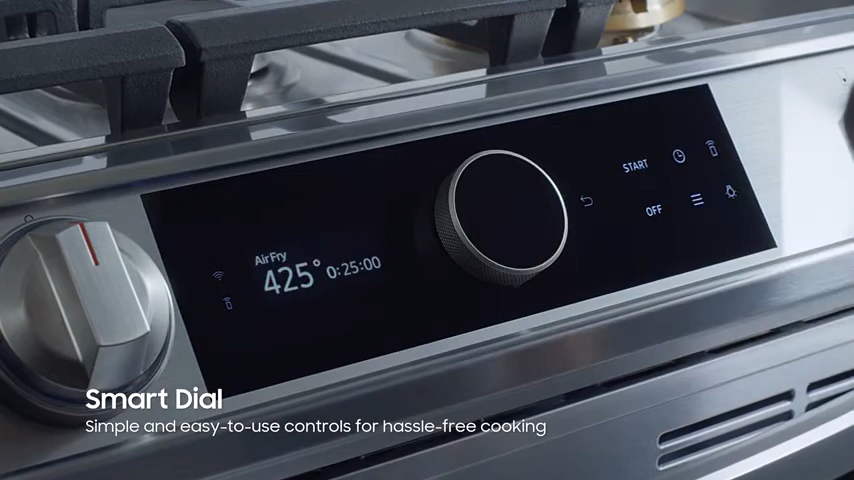 AirFry
425° 0:25:00
START
OFF
Smart Dial
Simple and easy-to-use controls for hassle-free cooking